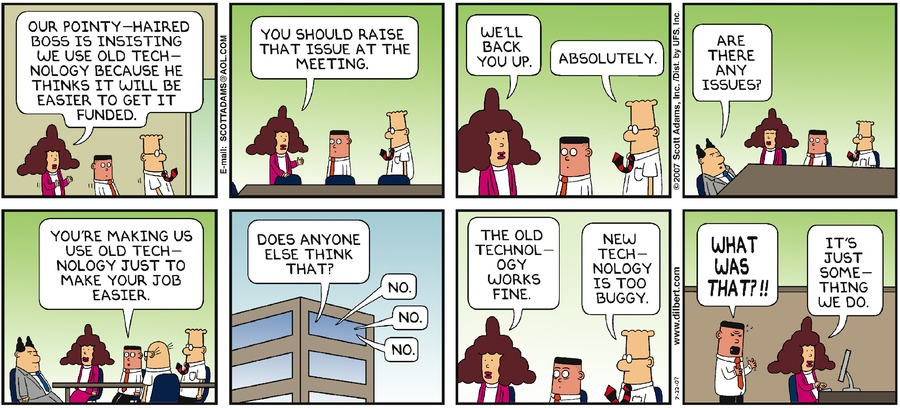 OUR POINTY-HAIRED
BOSS IS INSISTING
WE USE OLD TECH-
NOLOGY BECAUSE HE
THINKS IT WILL BE
EASIER TO GET IT
FUNDED.
E-mail: SCOTTADAMS@AOL.COM
YOU SHOULD RAISE
THAT ISSUE AT THE
MEETING.
WE'LL
BACK
YOU UP.
ABSOLUTELY.
© 2007 Scott Adams, Inc./Dist. by UFS, Inc.
ARE
THERE
ANY
ISSUES?
YOU'RE MAKING US
USE OLD TECH-
NOLOGY JUST TO
MAKE YOUR JOB
EASIER.
DOES ANYONE
ELSE THINK
THAT?
NO.
NO.
NO.
THE OLD
TECHNOL-
OGY
WORKS
FINE.
NEW
TECH-
NOLOGY
IS TOO
BUGGY.
www.dilbert.com
7-22-07
WHAT
WAS
THAT?!!
IT'S
JUST
SOME-
THING
WE DO.